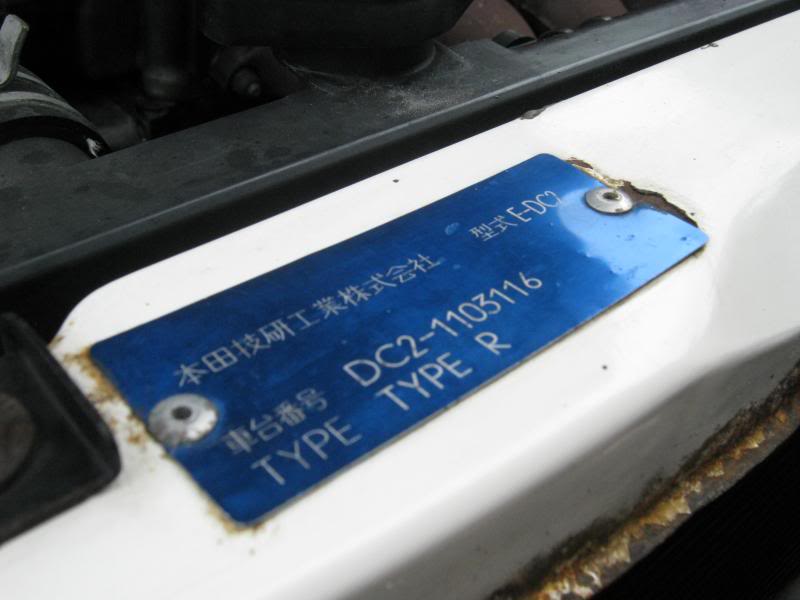 本田技研工業株式会社 型式 E-DC2
車台番号 DC2-1103116
TYPE TYPE R